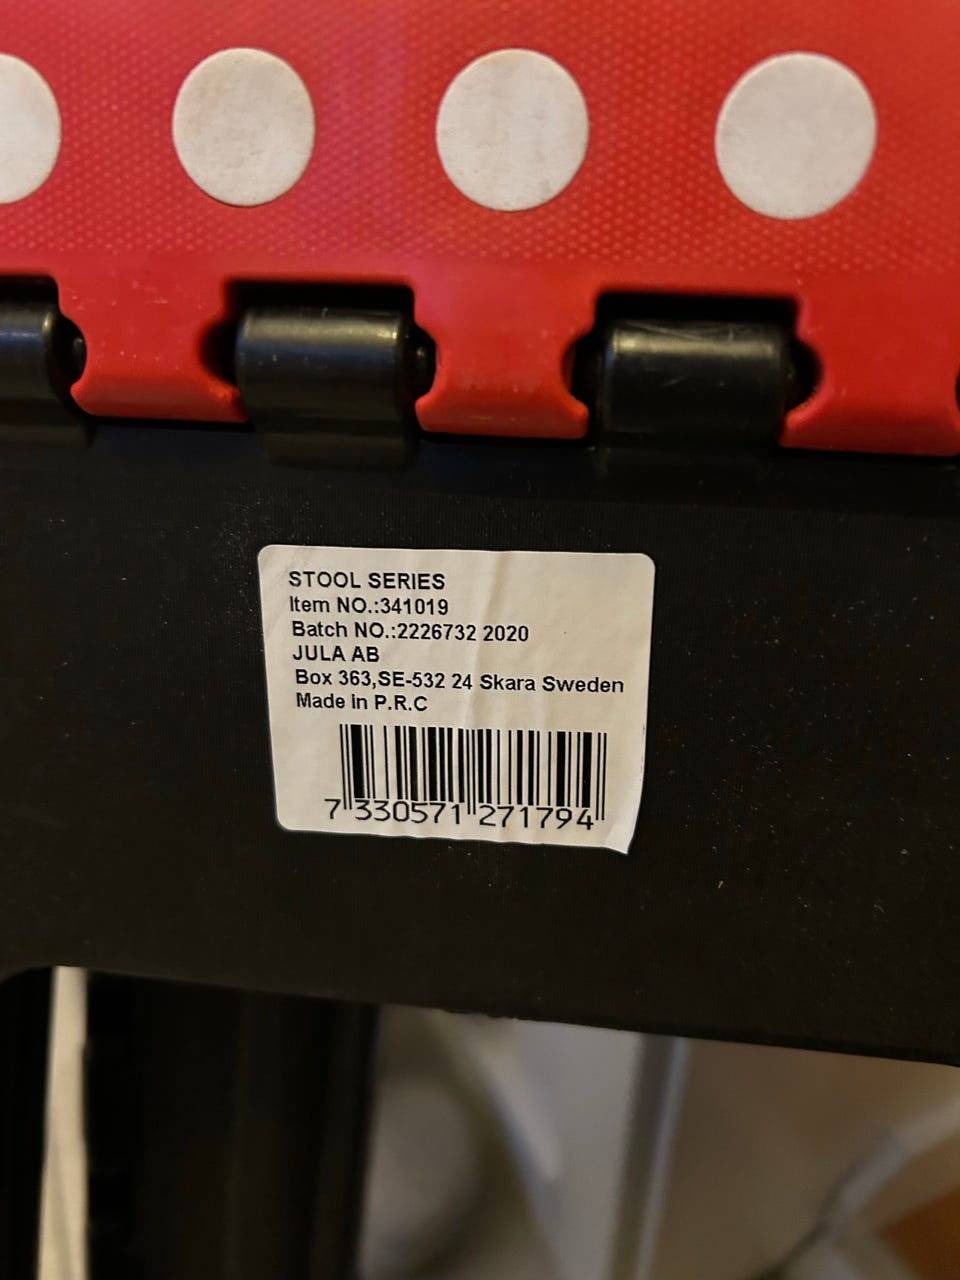 STOOL SERIES
Item NO.:341019
Batch NO.:2226732 2020
JULA AB
Box 363,SE-532 24 Skara Sweden
Made in P.R.C
7 330571 271794